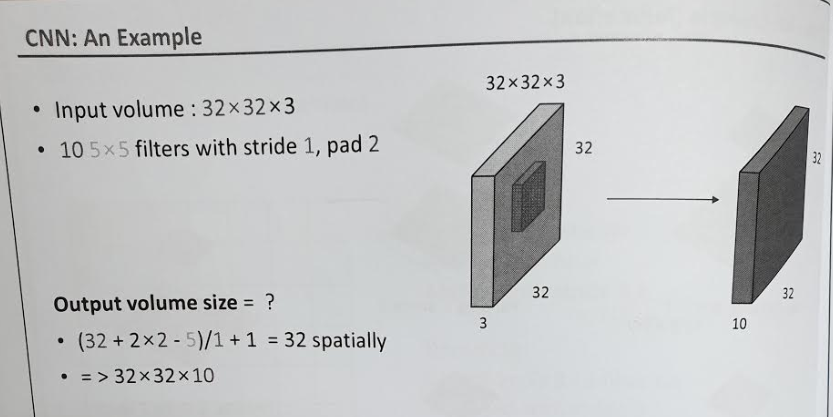 CNN: An Example
• Input volume : 32×32×3
• 10 5×5 filters with stride 1, pad 2
32×32×3
32
32
3
32
32
10
Output volume size = ?
• (32 + 2×2 - 5)/1 + 1 = 32 spatially
• = > 32×32×10